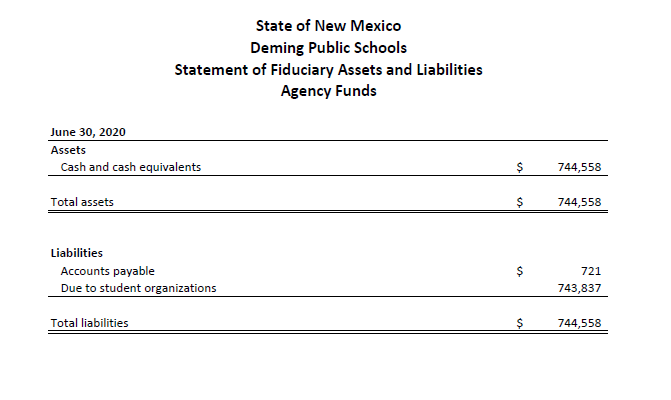 State of New Mexico
Deming Public Schools
Statement of Fiduciary Assets and Liabilities
Agency Funds
June 30, 2020
Assets
Cash and cash equivalents $ 744,558
Total assets $ 744,558
Liabilities
Accounts payable $ 721
Due to student organizations 743,837
Total liabilities $ 744,558